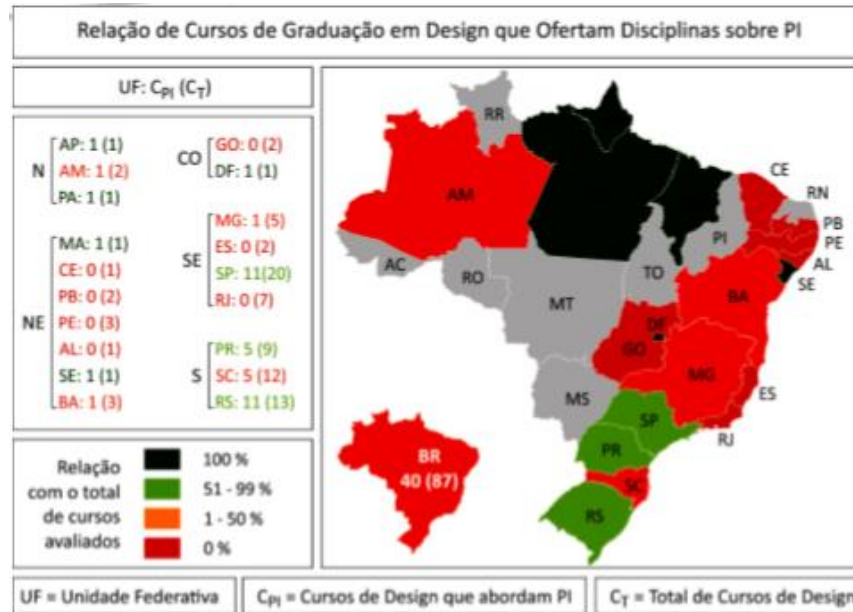 Relação de Cursos de Graduação em Design que Ofertam Disciplinas sobre PI
UF: CPI (CT)
N
AP: 1 (1)
AM: 1 (2)
PA: 1 (1)
NE
MA: 1 (1)
CE: 0 (1)
PB: 0 (2)
PE: 0 (3)
AL: 0 (1)
SE: 1 (1)
BA: 1 (3)
CO
GO: 0 (2)
DF: 1 (1)
SE
MG: 1 (5)
ES: 0 (2)
SP: 11(20)
RJ: 0 (7)
S
PR: 5 (9)
SC: 5 (12)
RS: 11 (13)
RR
AM
CE
RN
PB
PE
AL
SE
PI
AC
RO
TO
BA
MT
DF
GO
MG
MS
ES
SP
RJ
PR
SC
RS
BR
40 (87)
Relação
com o total
de cursos
avaliados
100 %
51 - 99 %
1 - 50 %
0 %
UF = Unidade Federativa
CPI = Cursos de Design que abordam PI
CT = Total de Cursos de Design